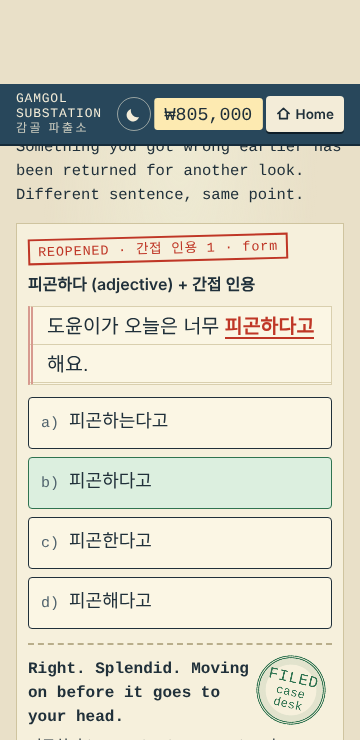 GAMGOL
SUBSTATION
감골 파출소
₩805,000
Home
Something you got wrong earlier has
been returned for another look.
Different sentence, same point.
REOPENED · 간접 인용 1 · form
피곤하다 (adjective) + 간접 인용
도윤이가 오늘은 너무 피곤하다고
해요.
a) 피곤하는다고
b) 피곤하다고
c) 피곤한다고
d) 피곤해다고
Right. Splendid. Moving
on before it goes to
your head.
FILED
case
desk